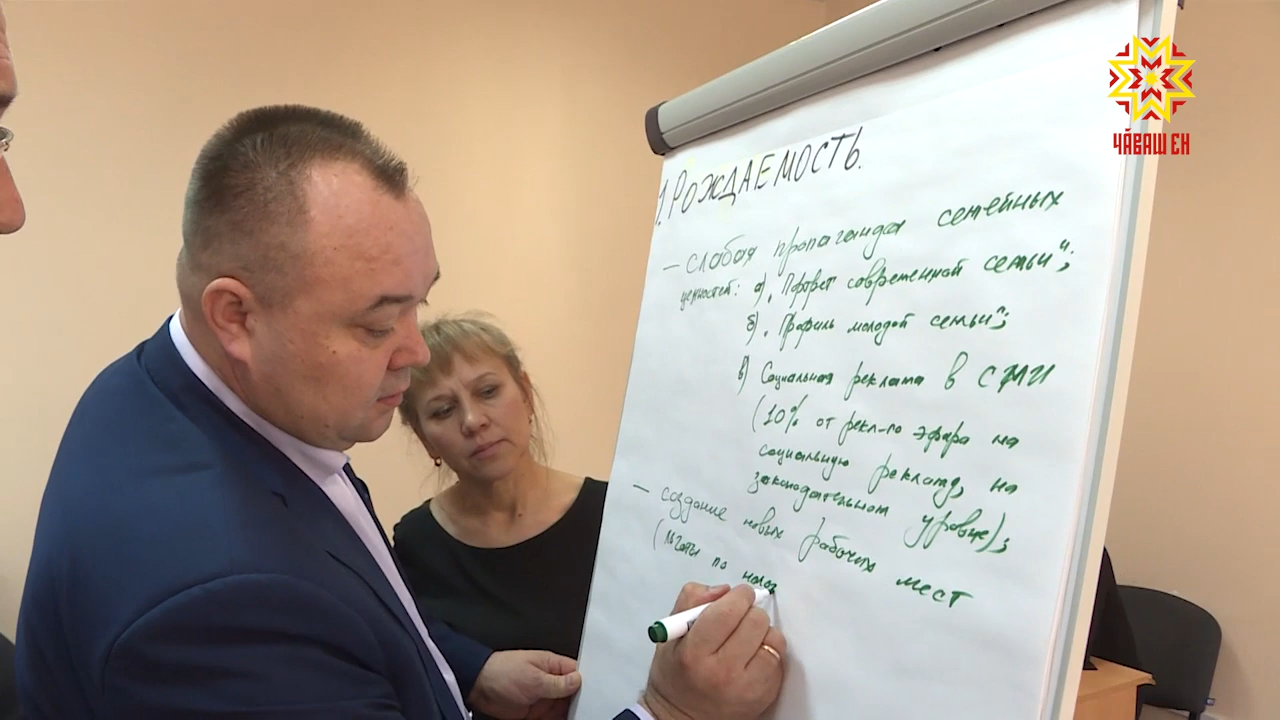 1. РОЖДАЕМОСТЬ.
– слабая пропаганда семейных
ценностей: а) „Портрет современной семьи";
б) „Профиль молодой семьи";
в) Социальная реклама в СМИ
(10% от рекл-го эфира на
социальную рекламу, на
законодательном уровне);
– создание новых рабочих мест
(льготы по налог
ЧӐВАШ ЕН